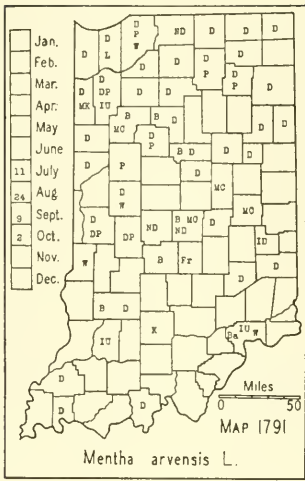 Jan.
Feb.
Mar.
Apr.
May
June
11 July
24 Aug
9 Sept.
2 Oct.
Nov.
Dec.
D
P
D ND D D D
D L W
D D D D
P D
P
D DP D D D D
MK IU
B B D
MC D
D P B D
D P MC
D
W MC
D B MC
DP DP ND ND D ID
W B Fr D
B D
IU K IU W
Ba
D
D D D
Miles
0 50
MAP 1791
Mentha arvensis L.